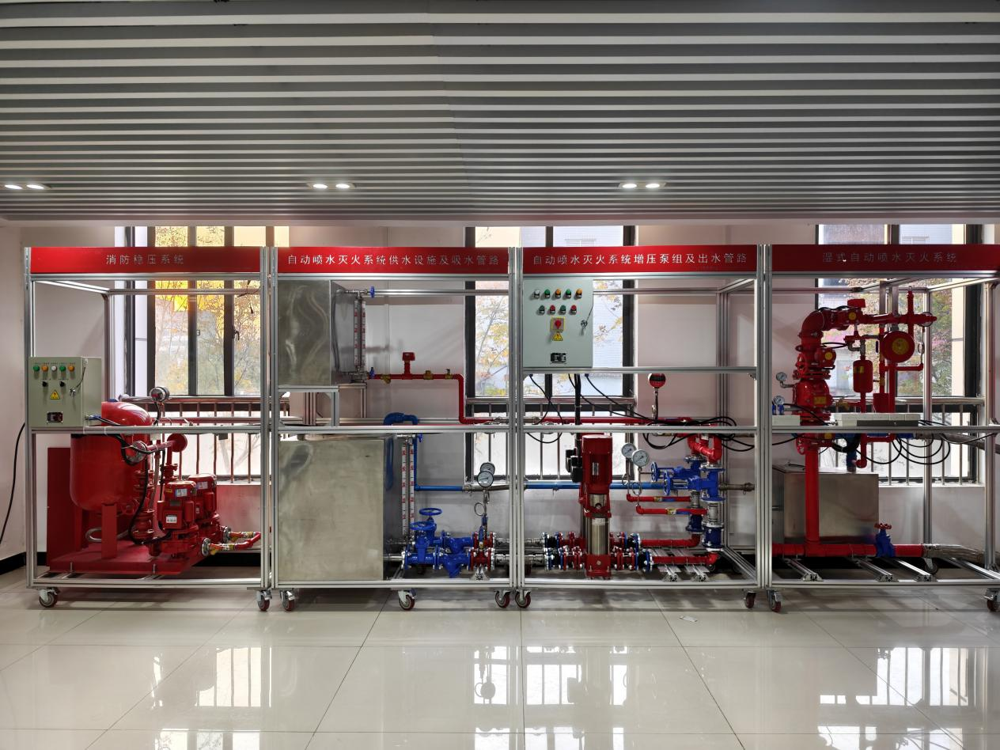 消防稳压系统
自动喷水灭火系统供水设施及吸水管路
自动喷水灭火系统增压泵组及出水管路
湿式自动喷水灭火系统